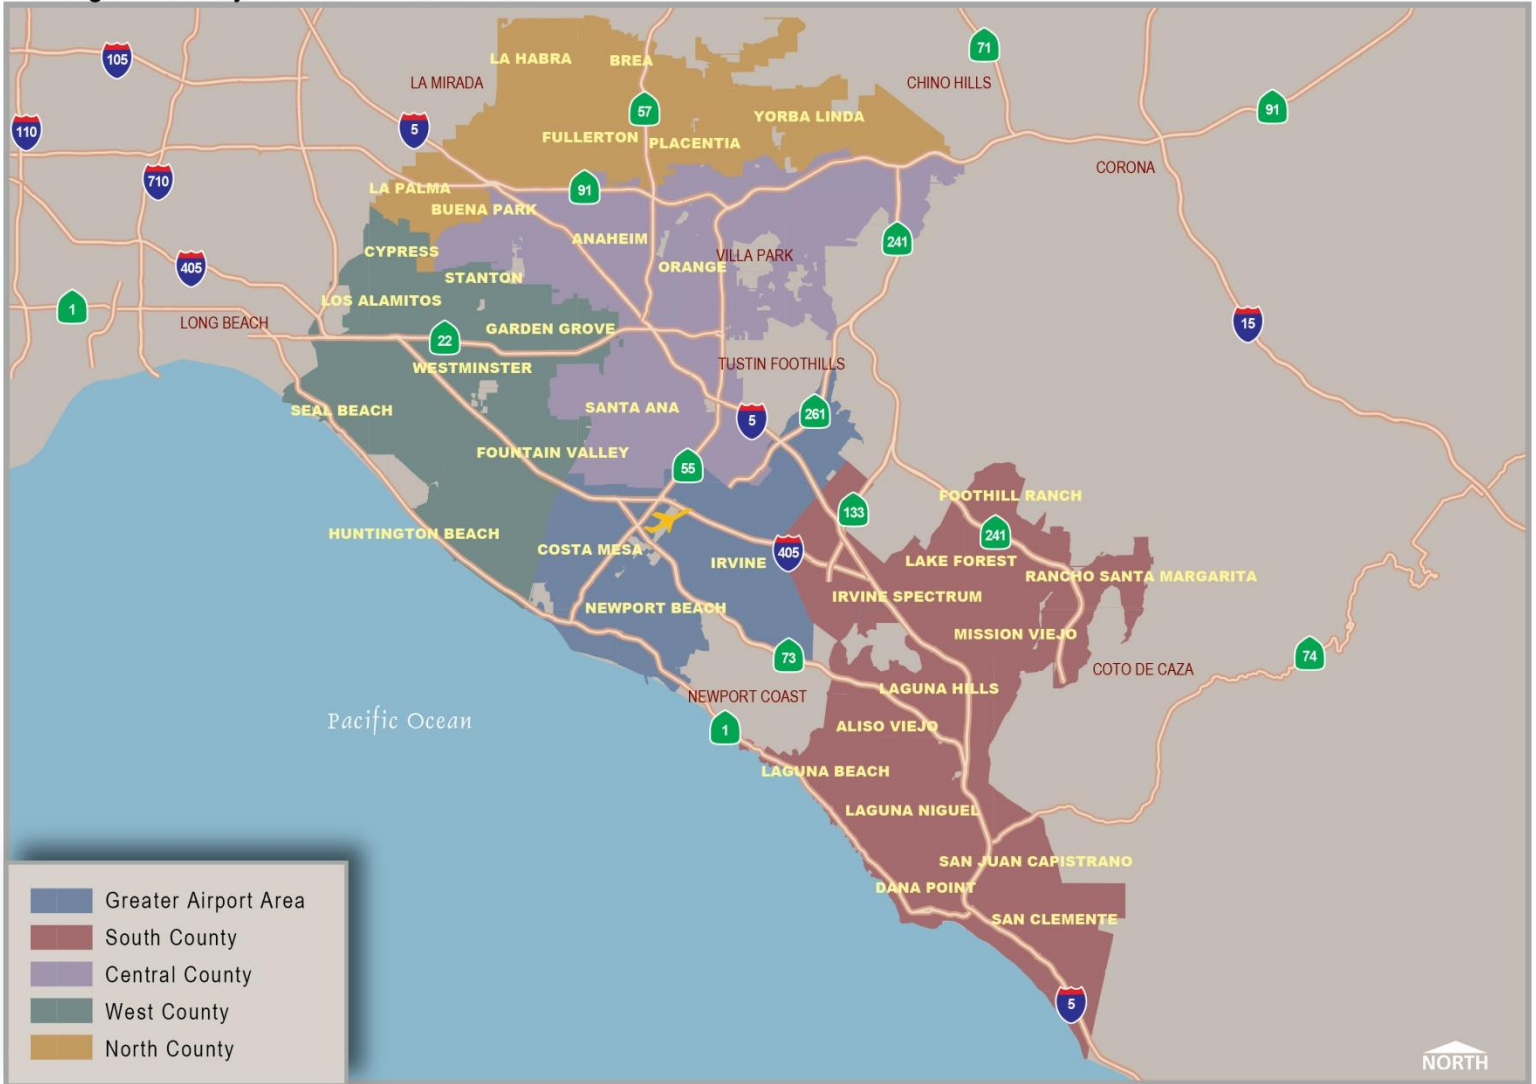 105
71
LA HABRA
BREA
LA MIRADA
CHINO HILLS
57
91
110
5
YORBA LINDA
FULLERTON
PLACENTIA
710
CORONA
LA PALMA
91
BUENA PARK
ANAHEIM
241
CYPRESS
VILLA PARK
405
ORANGE
STANTON
LOS ALAMITOS
1
LONG BEACH
15
GARDEN GROVE
22
WESTMINSTER
TUSTIN FOOTHILLS
SEAL BEACH
SANTA ANA
5
261
FOUNTAIN VALLEY
55
FOOTHILL RANCH
133
HUNTINGTON BEACH
241
COSTA MESA
405
IRVINE
LAKE FOREST
RANCHO SANTA MARGARITA
IRVINE SPECTRUM
NEWPORT BEACH
MISSION VIEJO
73
74
COTO DE CAZA
LAGUNA HILLS
NEWPORT COAST
Pacific Ocean
1
ALISO VIEJO
LAGUNA BEACH
LAGUNA NIGUEL
SAN JUAN CAPISTRANO
DANA POINT
SAN CLEMENTE
5
Greater Airport Area
South County
Central County
West County
North County
NORTH